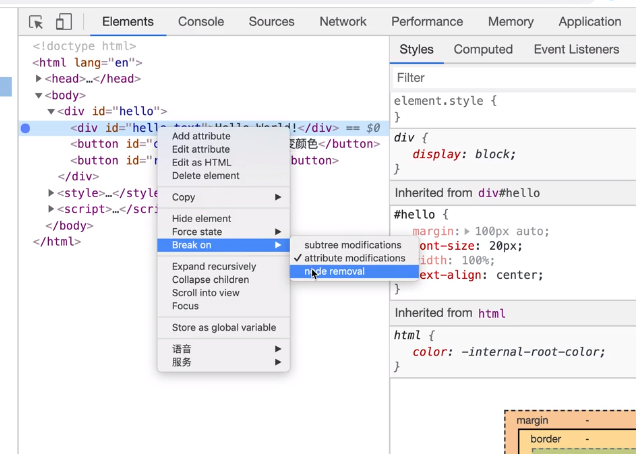 Elements Console Sources Network Performance Memory Application
<!doctype html>
<html lang="en">
<head>…</head>
<body>
<div id="hello">
<div id="hello-text">Hello World!</div> == $0
<button id="c 变颜色</button>
<button id="r button>
</div>
<style>…</style
<script>…</scri
</body>
</html>
Add attribute
Edit attribute
Edit as HTML
Delete element
Copy
Hide element
Force state
Break on
Expand recursively
Collapse children
Scroll into view
Focus
Store as global variable
语音
服务
subtree modifications
✓ attribute modifications
node removal
Styles Computed Event Listeners
Filter
element.style {
}
div {
display: block;
}
Inherited from div#hello
#hello {
margin: 100px auto;
font-size: 20px;
width: 100%;
text-align: center;
}
Inherited from html
html {
color: -internal-root-color;
}
margin -
border -